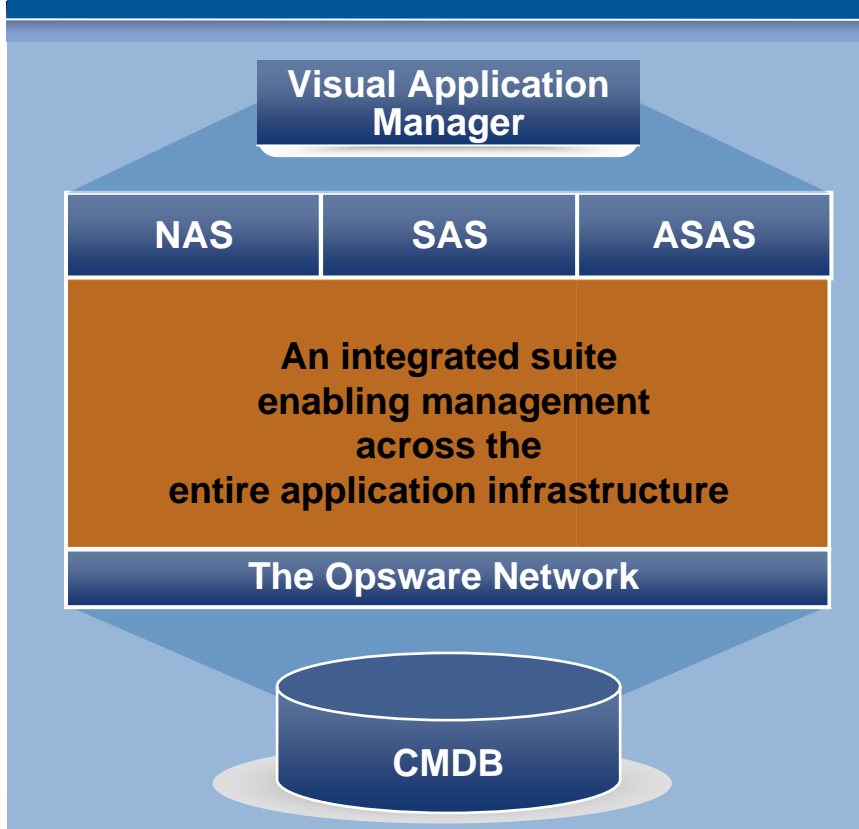 Visual Application
Manager
NAS
SAS
ASAS
An integrated suite
enabling management
across the
entire application infrastructure
The Opsware Network
CMDB